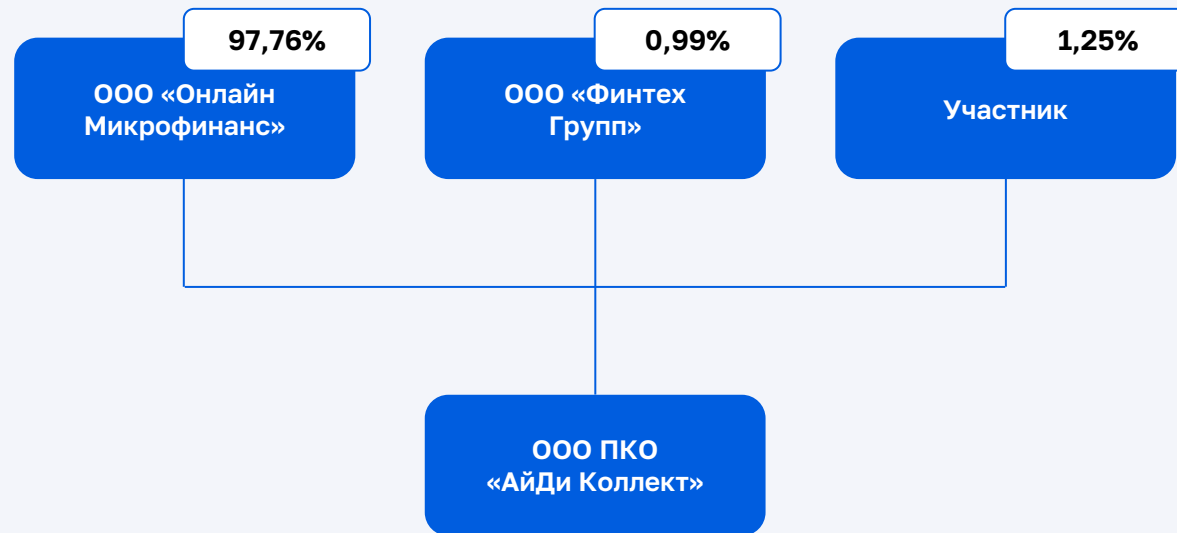 97,76%
0,99%
1,25%
ООО «Онлайн
Микрофинанс»
ООО «Финтех
Групп»
Участник
ООО ПКО
«АйДи Коллект»